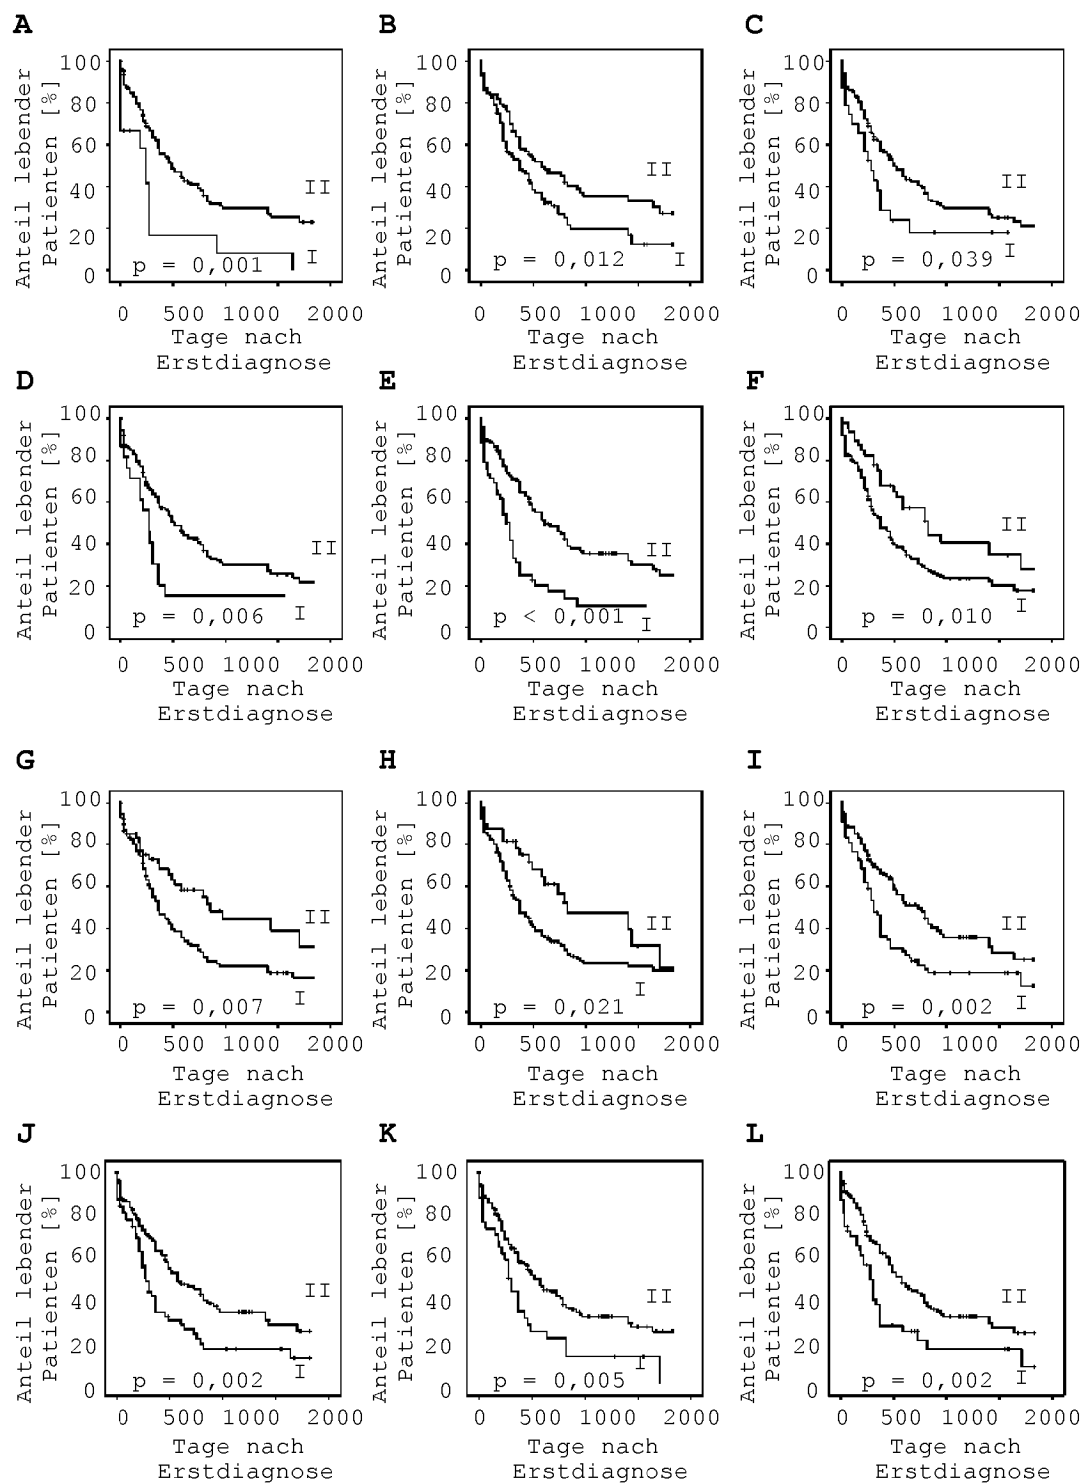 A B C
Anteil lebender
Patienten [%]
100
80
60
40
20
0
II
I
p = 0,001
0 500 1000 2000
Tage nach
Erstdiagnose
Anteil lebender
Patienten [%]
100
80
60
40
20
0
II
I
p = 0,012
0 500 1000 2000
Tage nach
Erstdiagnose
Anteil lebender
Patienten [%]
100
80
60
40
20
0
II
I
p = 0,039
0 500 1000 2000
Tage nach
Erstdiagnose
D E F
Anteil lebender
Patienten [%]
100
80
60
40
20
0
II
I
p = 0,006
0 500 1000 2000
Tage nach
Erstdiagnose
Anteil lebender
Patienten [%]
100
80
60
40
20
0
II
I
p < 0,001
0 500 1000 2000
Tage nach
Erstdiagnose
Anteil lebender
Patienten [%]
100
80
60
40
20
0
II
I
p = 0,010
0 500 1000 2000
Tage nach
Erstdiagnose
G H I
Anteil lebender
Patienten [%]
100
80
60
40
20
0
II
I
p = 0,007
0 500 1000 2000
Tage nach
Erstdiagnose
Anteil lebender
Patienten [%]
100
80
60
40
20
0
II
I
p = 0,021
0 500 1000 2000
Tage nach
Erstdiagnose
Anteil lebender
Patienten [%]
100
80
60
40
20
0
II
I
p = 0,002
0 500 1000 2000
Tage nach
Erstdiagnose
J K L
Anteil lebender
Patienten [%]
100
80
60
40
20
0
II
I
p = 0,002
0 500 1000 2000
Tage nach
Erstdiagnose
Anteil lebender
Patienten [%]
100
80
60
40
20
0
II
I
p = 0,005
0 500 1000 2000
Tage nach
Erstdiagnose
Anteil lebender
Patienten [%]
100
80
60
40
20
0
II
I
p = 0,002
0 500 1000 2000
Tage nach
Erstdiagnose